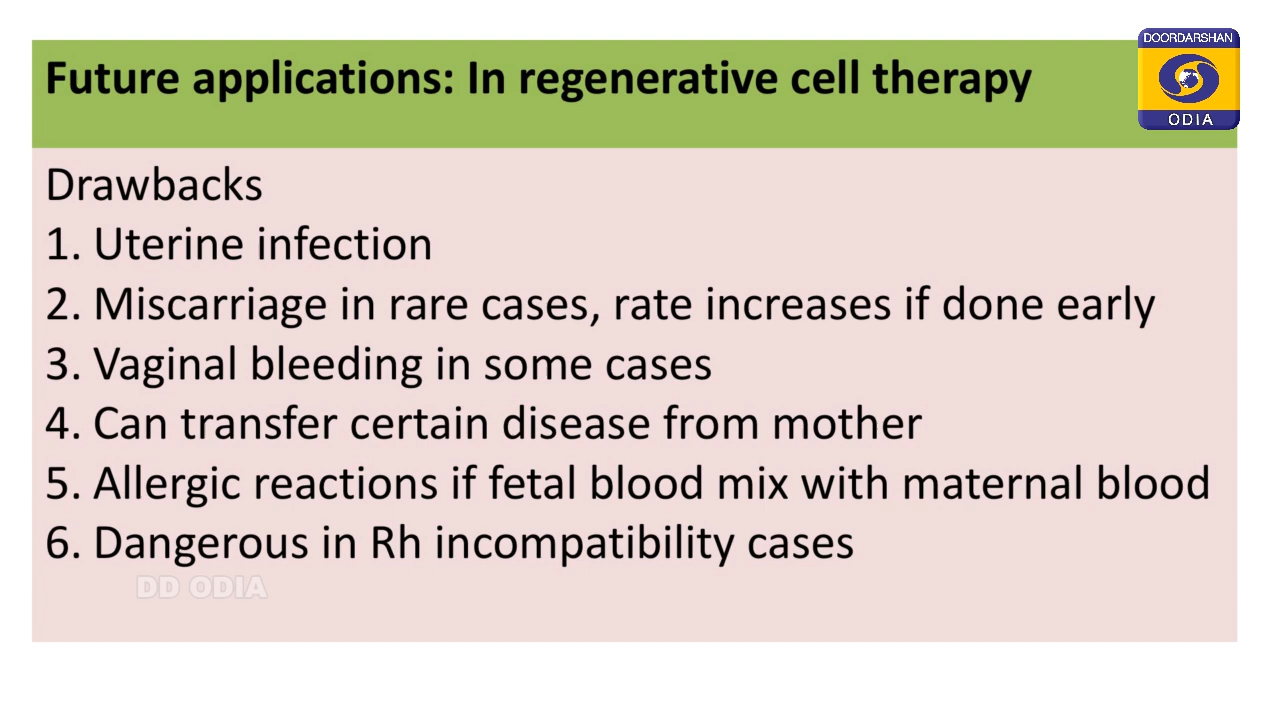 Future applications: In regenerative cell therapy
DOORDARSHAN
ODIA
Drawbacks
1. Uterine infection
2. Miscarriage in rare cases, rate increases if done early
3. Vaginal bleeding in some cases
4. Can transfer certain disease from mother
5. Allergic reactions if fetal blood mix with maternal blood
6. Dangerous in Rh incompatibility cases
DD ODIA